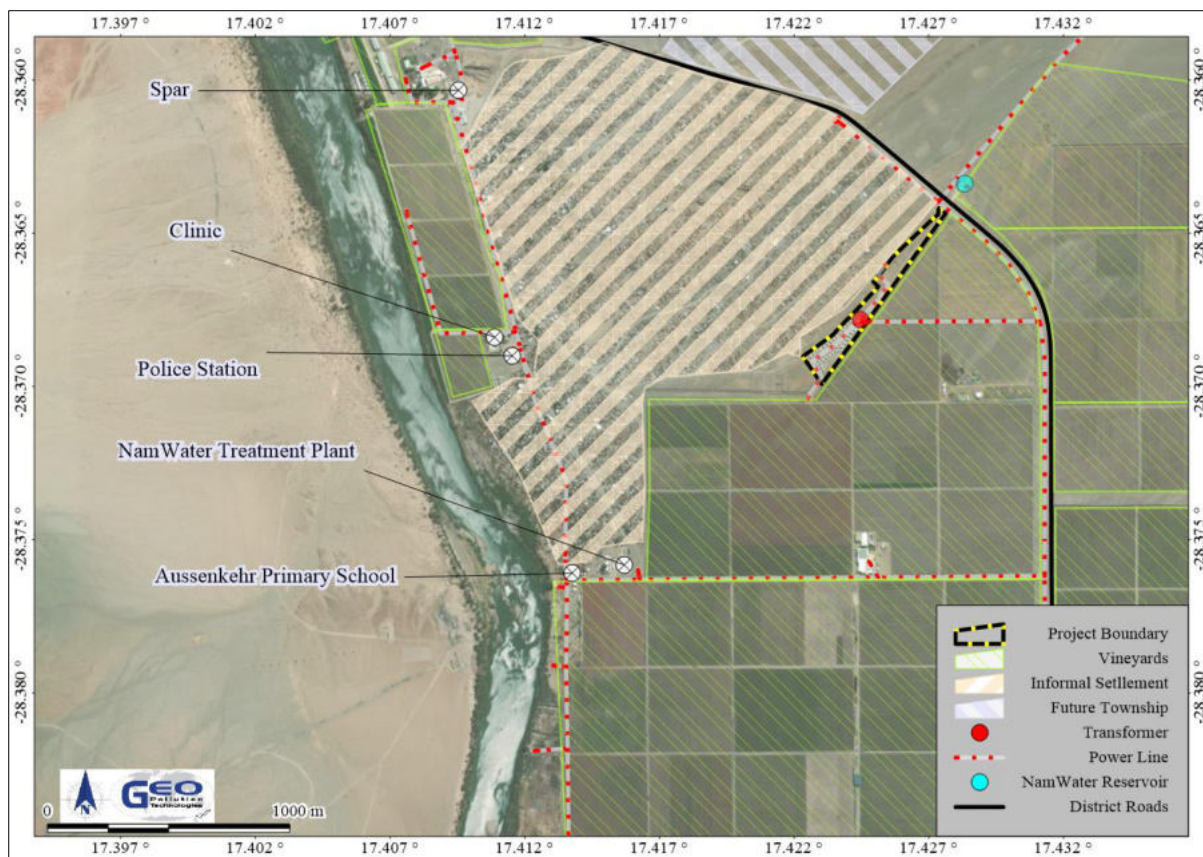 17.397 °
17.402 °
17.407 °
17.412 °
17.417 °
17.422 °
17.427 °
17.432 °
-28.360 °
-28.365 °
-28.370 °
-28.375 °
-28.380 °
Spar
Clinic
Police Station
NamWater Treatment Plant
Aussenkehr Primary School
-28.360 °
-28.365 °
-28.370 °
-28.375 °
-28.380 °
Project Boundary
Vineyards
Informal Setllement
Future Township
Transformer
Power Line
NamWater Reservoir
District Roads
N
GEO
Pollution
Technologies
0
1000 m
17.397 °
17.402 °
17.407 °
17.412 °
17.417 °
17.422 °
17.427 °
17.432 °